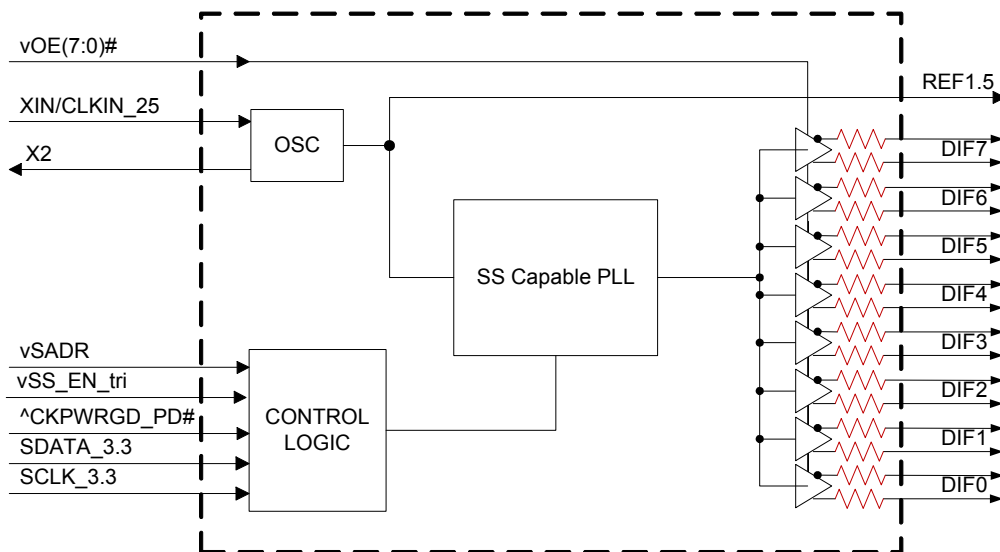 vOE(7:0)#
XIN/CLKIN_25
X2
OSC
REF1.5
DIF7
DIF6
DIF5
DIF4
DIF3
DIF2
DIF1
DIF0
SS Capable PLL
vSADR
vSS_EN_tri
^CKPWRGD_PD#
SDATA_3.3
SCLK_3.3
CONTROL
LOGIC